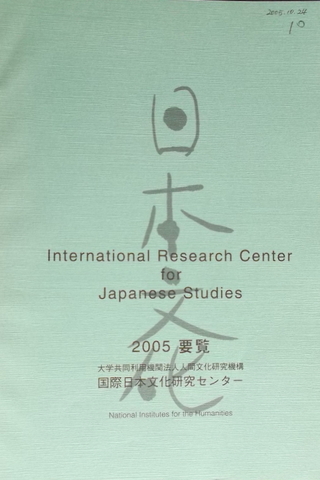 2005.10.24
10
日本文化
International Research Center
for
Japanese Studies
2005 要覧
大学共同利用機関法人人間文化研究機構
国際日本文化研究センター
National Institutes for the Humanities